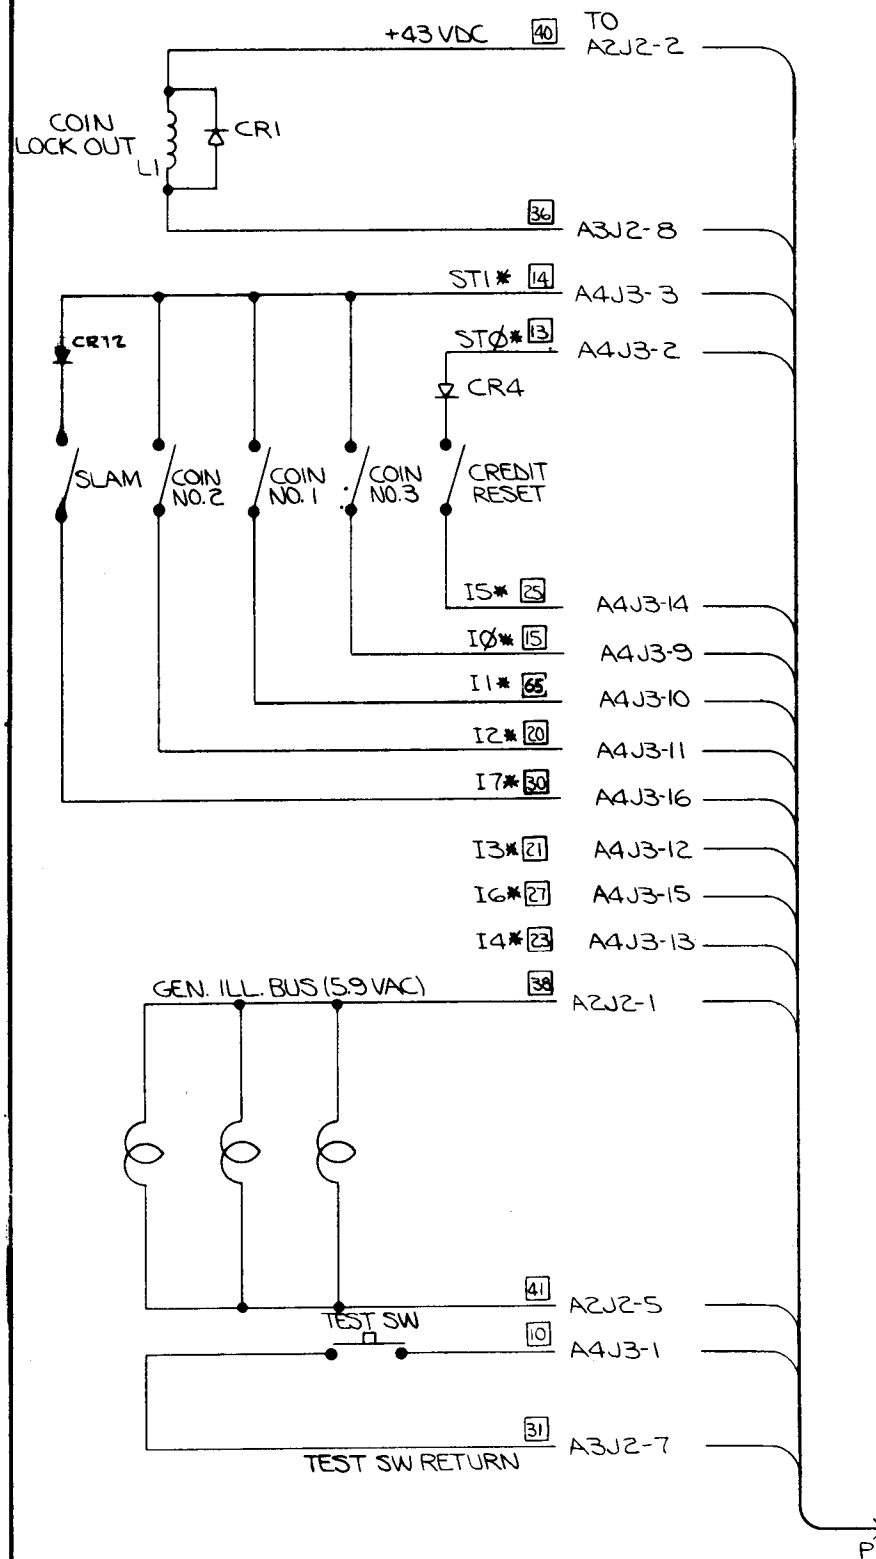 +43 VDC 40 TO
A2J2-2
COIN
LOCK OUT
L1
CR1
36 A3J2-8
ST1* 14 A4J3-3
STØ* 13 A4J3-2
CR12
CR4
SLAM
COIN
NO. 2
COIN
NO. 1
COIN
NO. 3
CREDIT
RESET
I5* 25 A4J3-14
IØ* 15 A4J3-9
I1* 65 A4J3-10
I2* 20 A4J3-11
I7* 30 A4J3-16
I3* 21 A4J3-12
I6* 27 A4J3-15
I4* 23 A4J3-13
GEN. ILL. BUS (5.9 VAC) 38 A2J2-1
41 A2J2-5
TEST SW
10 A4J3-1
31 A3J2-7
TEST SW RETURN
P